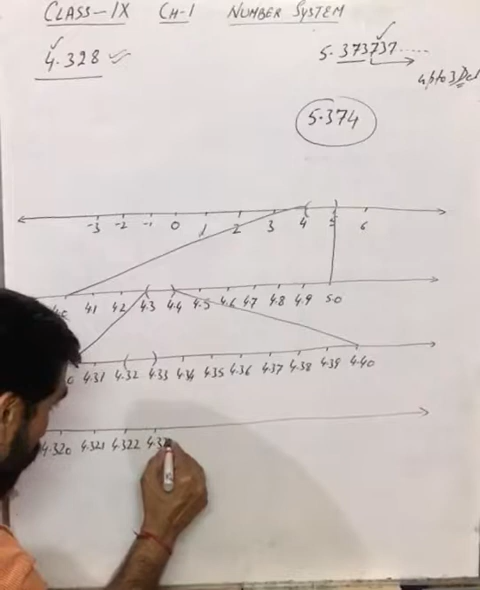 CLASS-IX CH-1 NUMBER SYSTEM
4.328
5.373737.....
upto 3 Dcl
5.374
-3 -2 -1 0 1 2 3 4 5 6
4.1 4.2 4.3 4.4 4.5 4.6 4.7 4.8 4.9 5.0
4.31 4.32 4.33 4.34 4.35 4.36 4.37 4.38 4.39 4.40
4.320 4.321 4.322